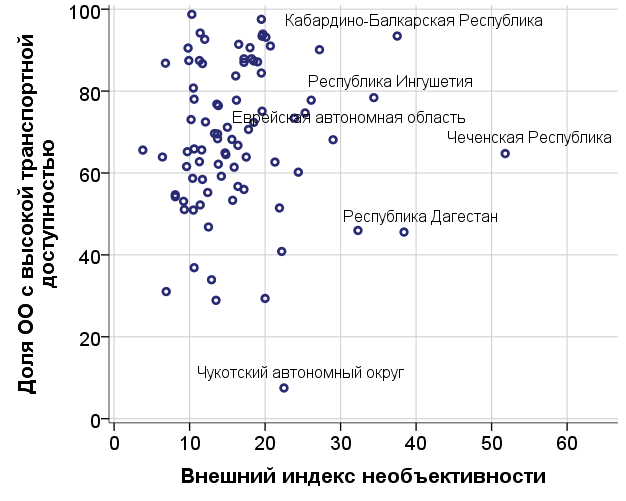 100
80
60
40
20
0
Доля ОО с высокой транспортной
доступностью
Кабардино-Балкарская Республика
Республика Ингушетия
Еврейская автономная область
Чеченская Республика
Республика Дагестан
Чукотский автономный округ
0 10 20 30 40 50 60
Внешний индекс необъективности